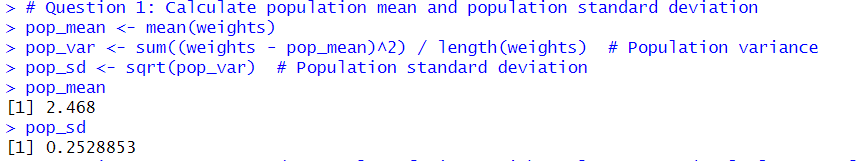 > # Question 1: Calculate population mean and population standard deviation
> pop_mean <- mean(weights)
> pop_var <- sum((weights - pop_mean)^2) / length(weights)  # Population variance
> pop_sd <- sqrt(pop_var)  # Population standard deviation
> pop_mean
[1] 2.468
> pop_sd
[1] 0.2528853